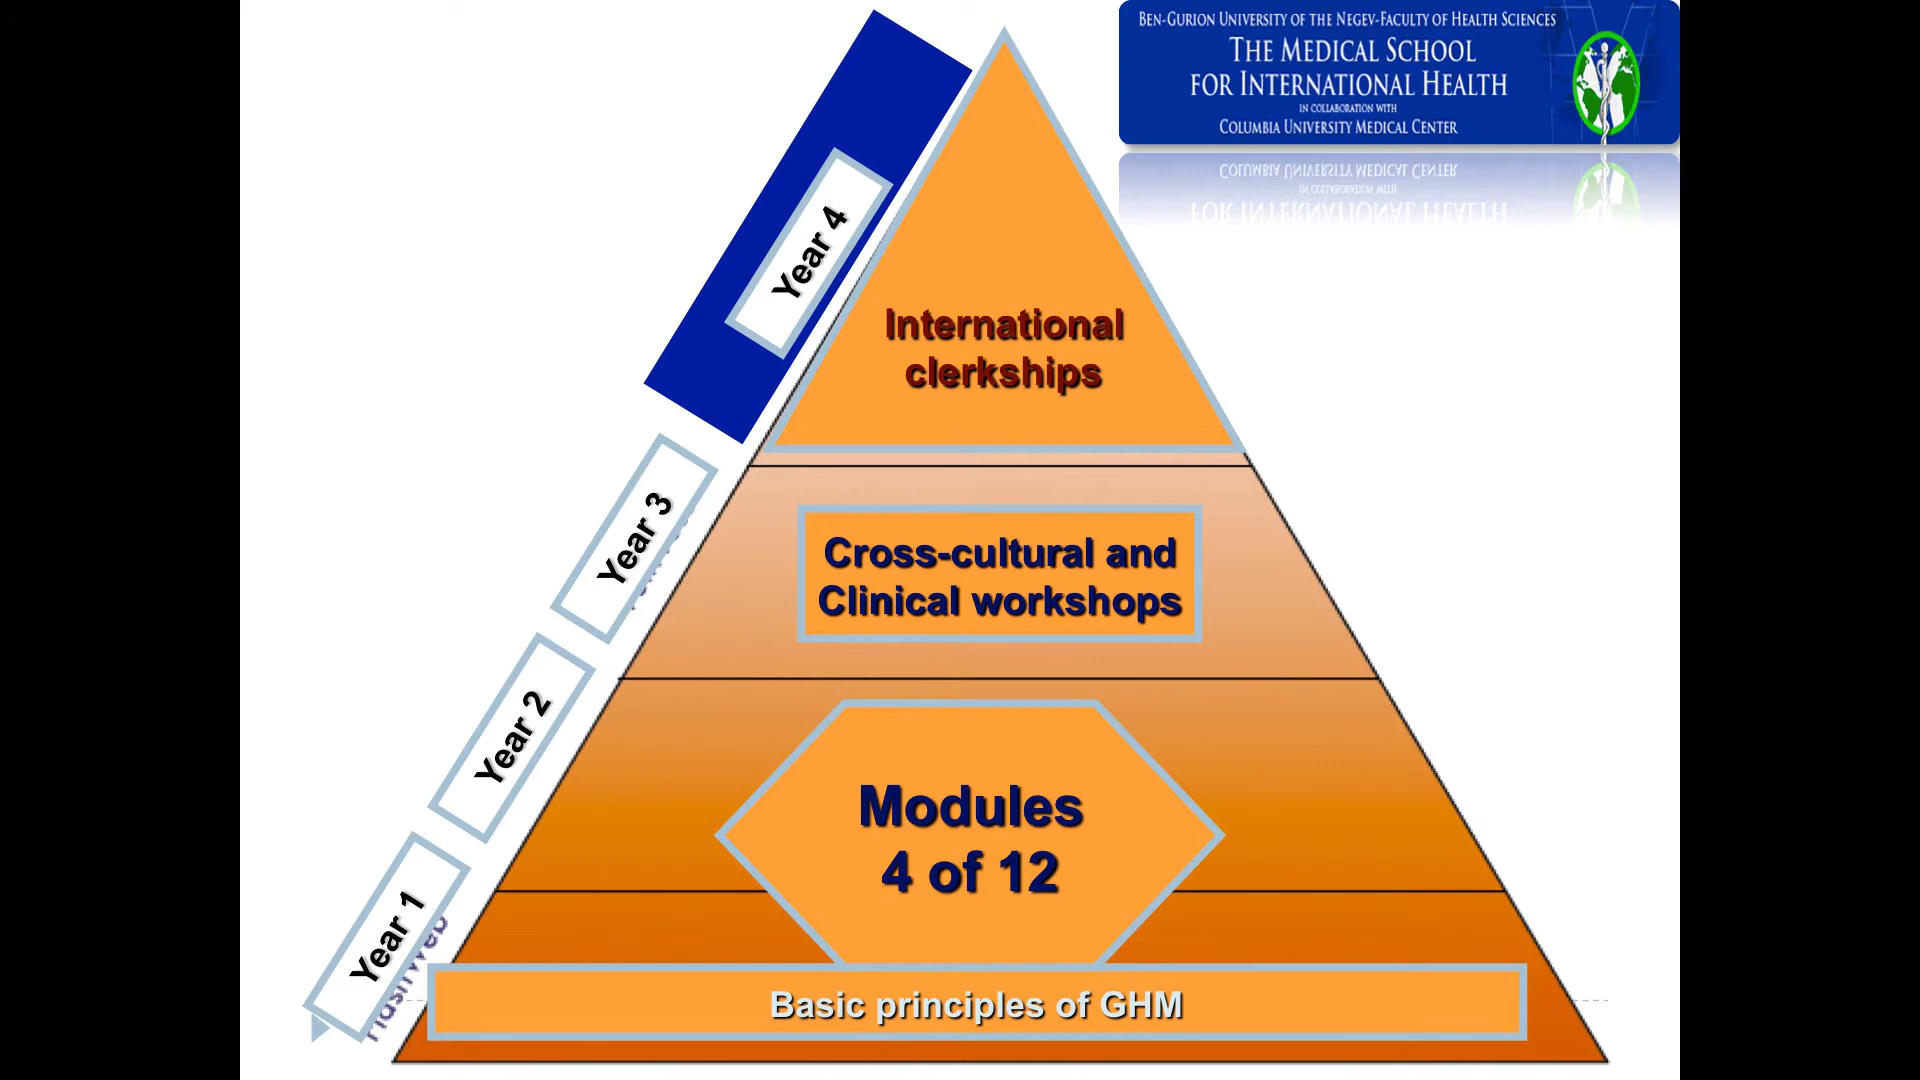 BEN-GURION UNIVERSITY OF THE NEGEV-FACULTY OF HEALTH SCIENCES
THE MEDICAL SCHOOL
FOR INTERNATIONAL HEALTH
IN COLLABORATION WITH
COLUMBIA UNIVERSITY MEDICAL CENTER
Year 4
International
clerkships
Year 3
Cross-cultural and
Clinical workshops
Year 2
Modules
4 of 12
Year 1
Basic principles of GHM